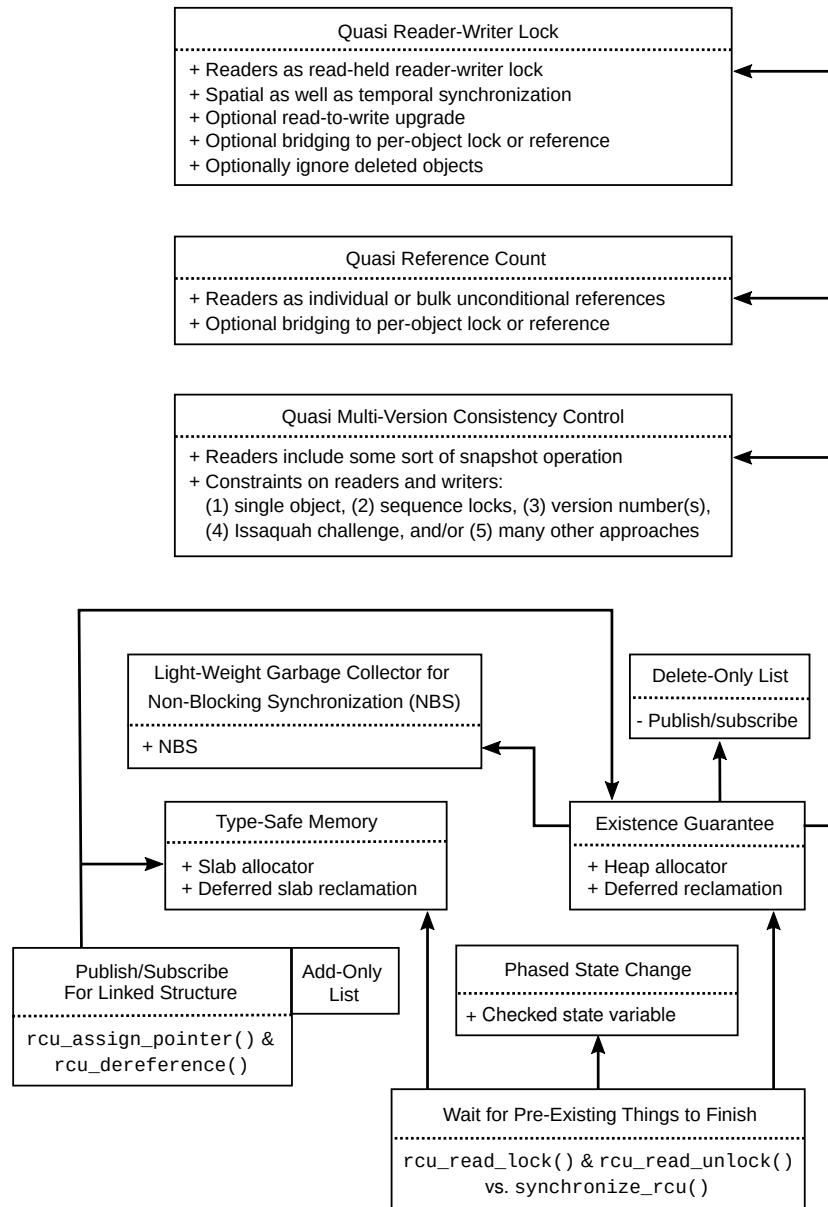 Quasi Reader-Writer Lock
+ Readers as read-held reader-writer lock
+ Spatial as well as temporal synchronization
+ Optional read-to-write upgrade
+ Optional bridging to per-object lock or reference
+ Optionally ignore deleted objects
Quasi Reference Count
+ Readers as individual or bulk unconditional references
+ Optional bridging to per-object lock or reference
Quasi Multi-Version Consistency Control
+ Readers include some sort of snapshot operation
+ Constraints on readers and writers:
(1) single object, (2) sequence locks, (3) version number(s),
(4) Issaquah challenge, and/or (5) many other approaches
Light-Weight Garbage Collector for
Non-Blocking Synchronization (NBS)
+ NBS
Delete-Only List
- Publish/subscribe
Type-Safe Memory
+ Slab allocator
+ Deferred slab reclamation
Existence Guarantee
+ Heap allocator
+ Deferred reclamation
Publish/Subscribe
For Linked Structure
rcu_assign_pointer() &
rcu_dereference()
Add-Only
List
Phased State Change
+ Checked state variable
Wait for Pre-Existing Things to Finish
rcu_read_lock() & rcu_read_unlock()
vs. synchronize_rcu()